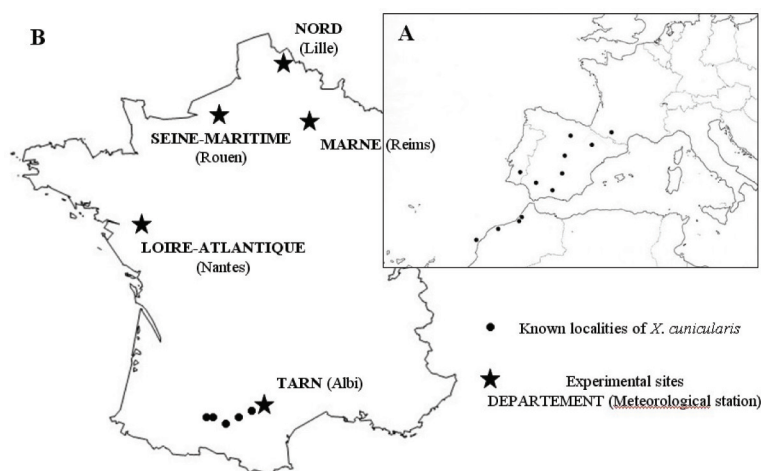 B
NORD
(Lille)
A
SEINE-MARITIME
(Rouen)
MARNE (Reims)
LOIRE-ATLANTIQUE
(Nantes)
Known localities of X. cunicularis
TARN (Albi)
Experimental sites
DEPARTEMENT (Meteorological station)